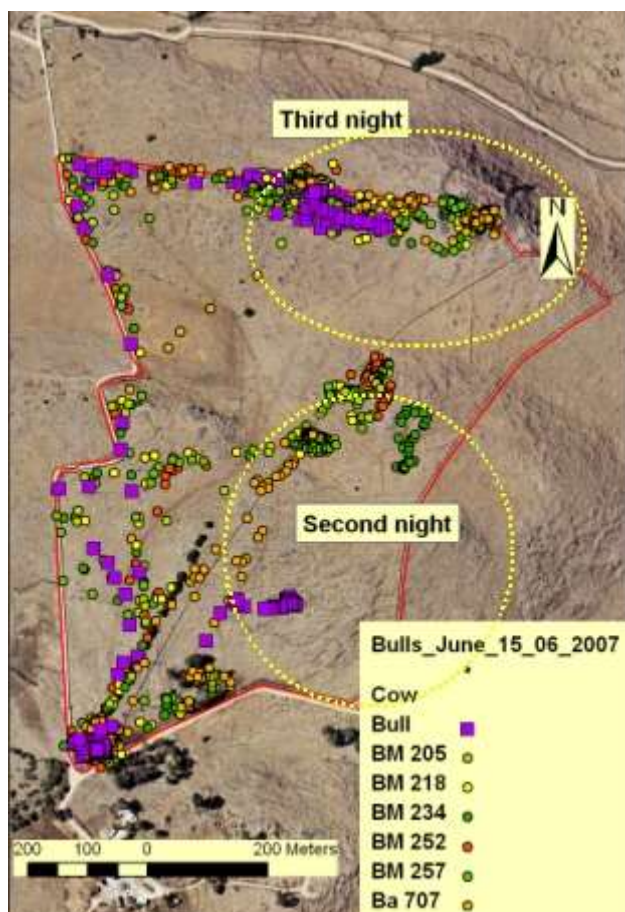 Third night
N
Second night
Bulls_June_15_06_2007
Cow
Bull
BM 205
BM 218
BM 234
BM 252
BM 257
Ba 707
200 100 0 200 Meters